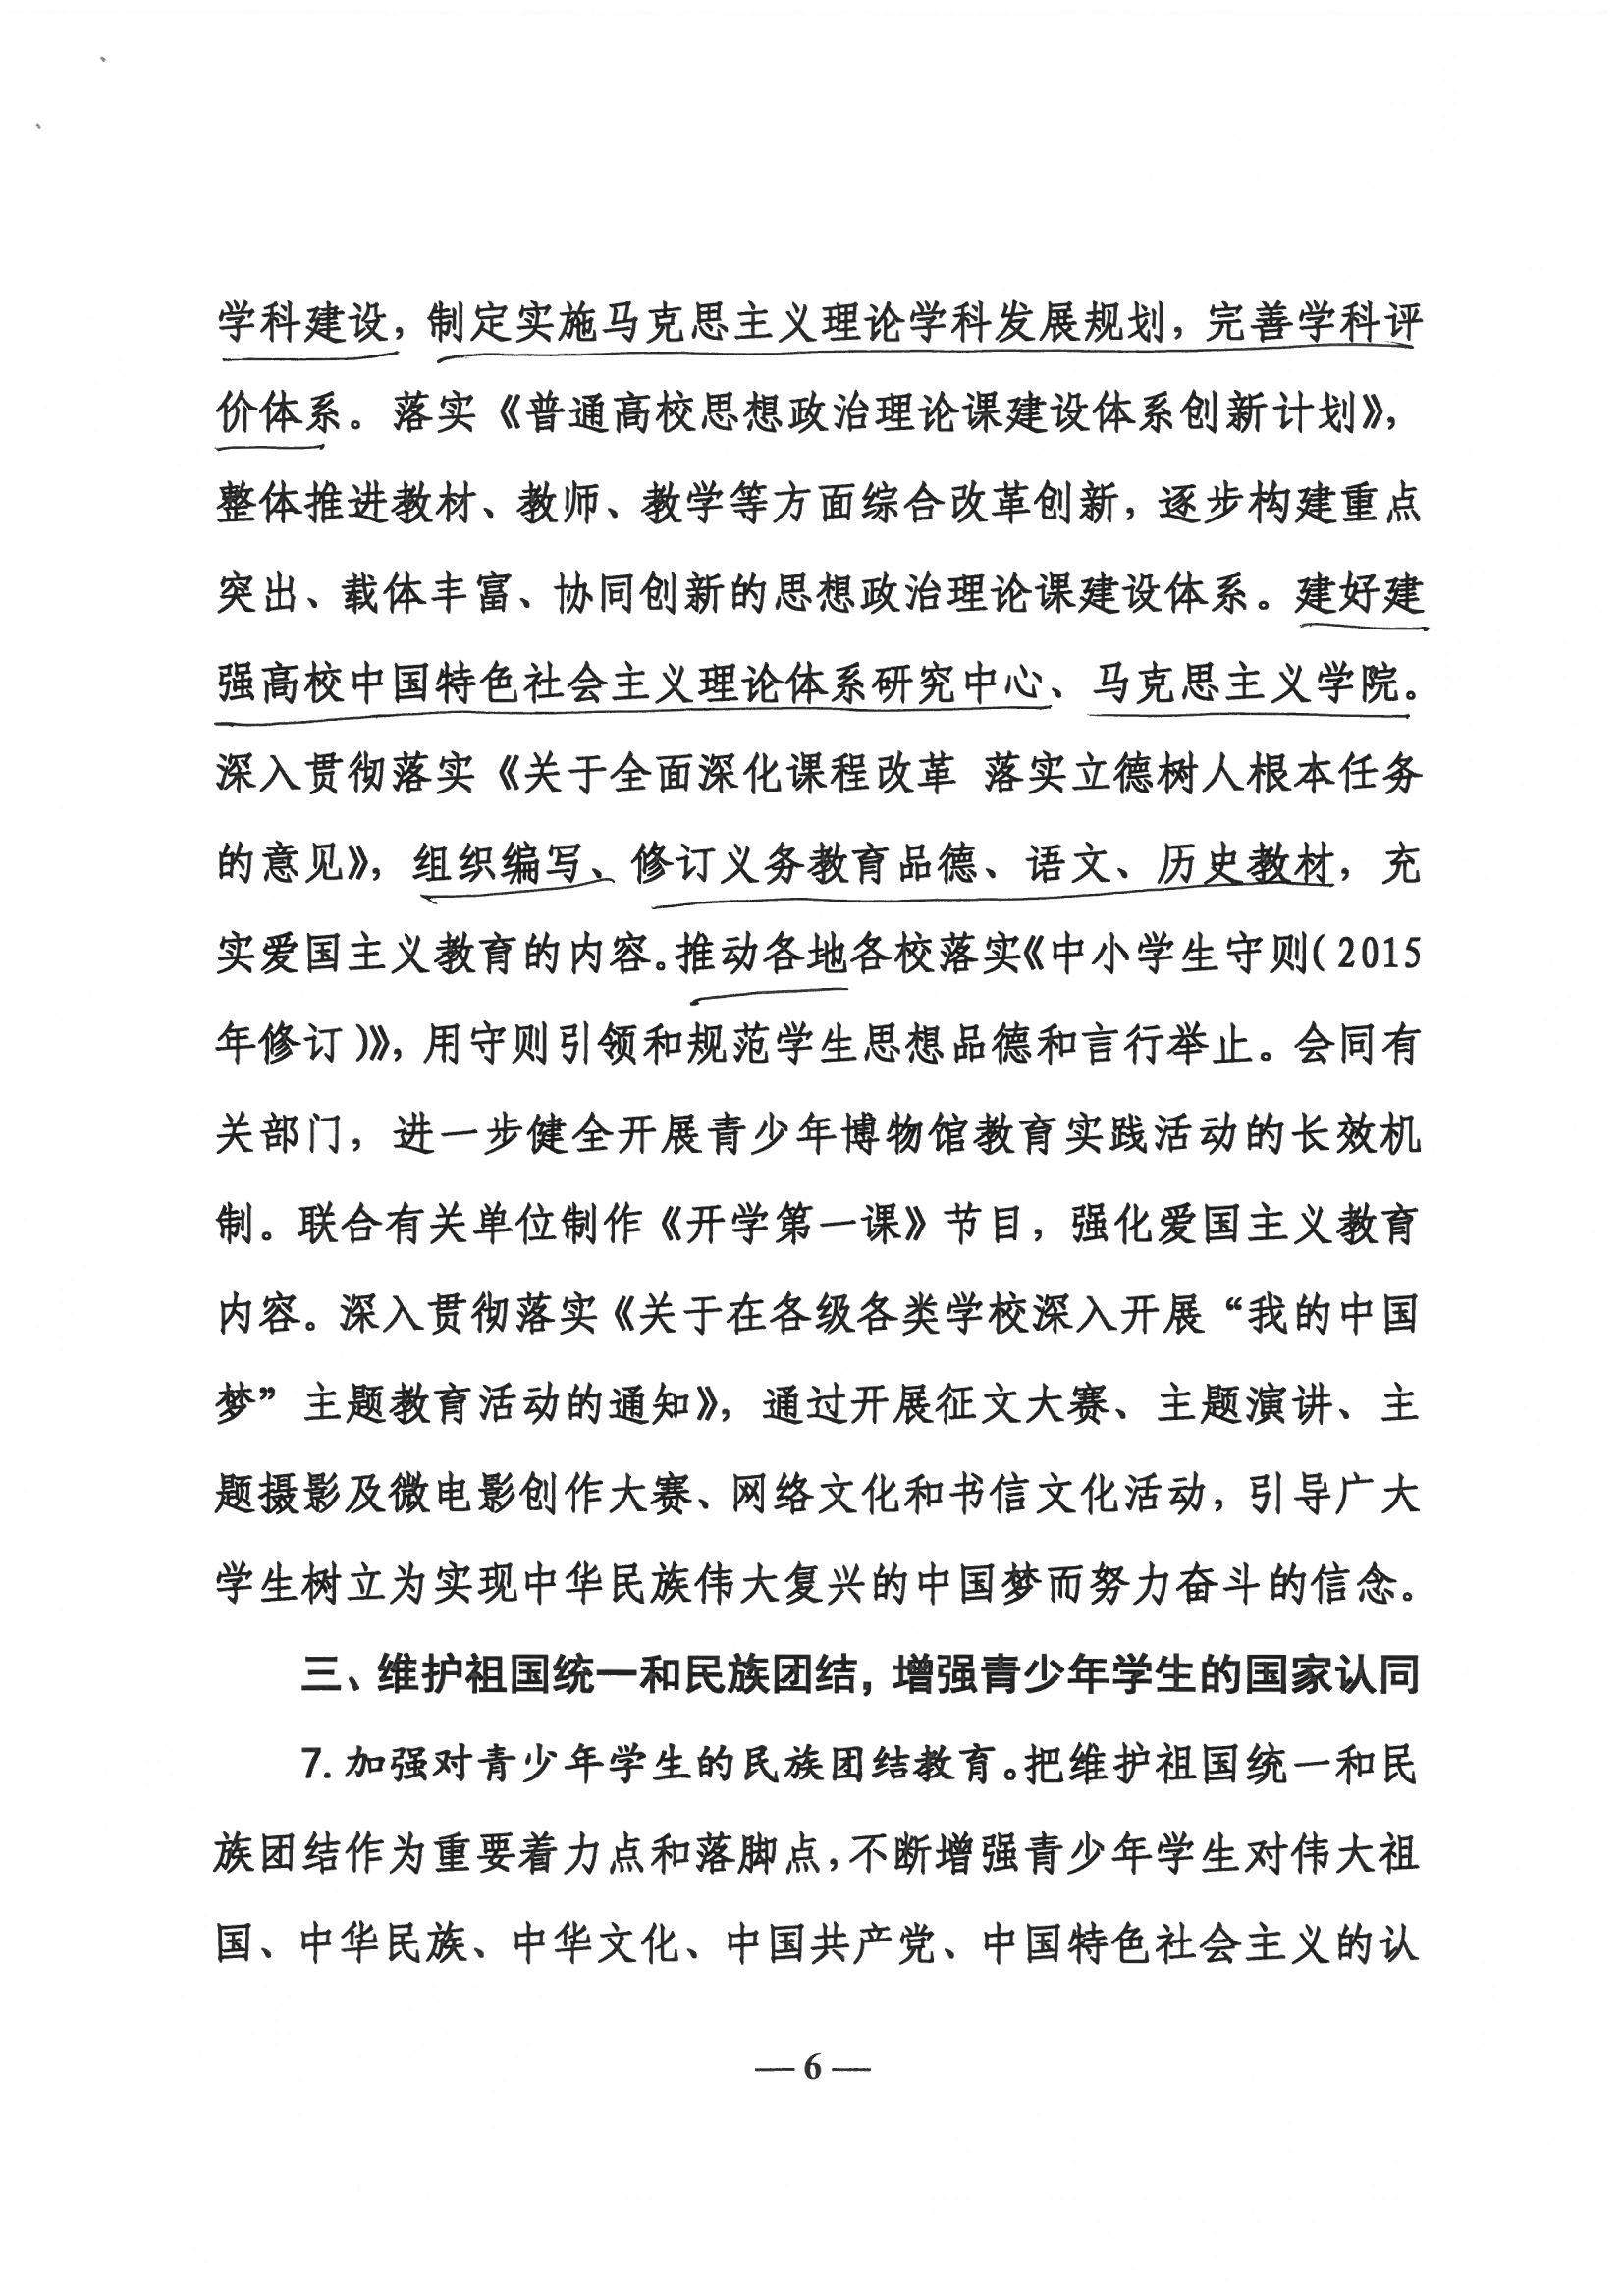 学科建设，制定实施马克思主义理论学科发展规划，完善学科评
价体系。落实《普通高校思想政治理论课建设体系创新计划》，
整体推进教材、教师、教学等方面综合改革创新，逐步构建重点
突出、载体丰富、协同创新的思想政治理论课建设体系。建好建
强高校中国特色社会主义理论体系研究中心、马克思主义学院。
深入贯彻落实《关于全面深化课程改革 落实立德树人根本任务
的意见》，组织编写、修订义务教育品德、语文、历史教材，充
实爱国主义教育的内容。推动各地各校落实《中小学生守则(2015
年修订)》，用守则引领和规范学生思想品德和言行举止。会同有
关部门，进一步健全开展青少年博物馆教育实践活动的长效机
制。联合有关单位制作《开学第一课》节目，强化爱国主义教育
内容。深入贯彻落实《关于在各级各类学校深入开展“我的中国
梦”主题教育活动的通知》，通过开展征文大赛、主题演讲、主
题摄影及微电影创作大赛、网络文化和书信文化活动，引导广大
学生树立为实现中华民族伟大复兴的中国梦而努力奋斗的信念。
三、维护祖国统一和民族团结，增强青少年学生的国家认同
7.加强对青少年学生的民族团结教育。把维护祖国统一和民
族团结作为重要着力点和落脚点，不断增强青少年学生对伟大祖
国、中华民族、中华文化、中国共产党、中国特色社会主义的认
— 6 —